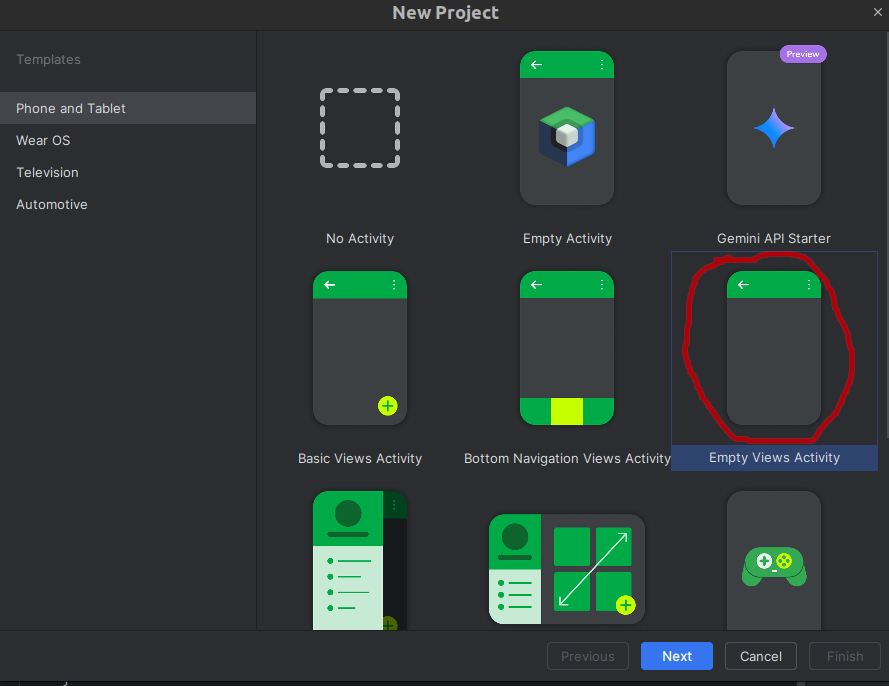 New Project
Templates
Phone and Tablet
Wear OS
Television
Automotive
Preview
No Activity
Empty Activity
Gemini API Starter
Basic Views Activity
Bottom Navigation Views Activity
Empty Views Activity
Previous
Next
Cancel
Finish